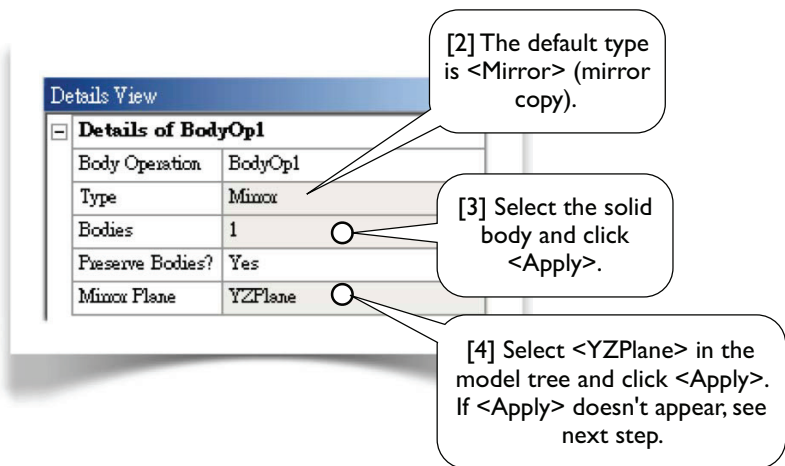 [2] The default type
is <Mirror> (mirror
copy).
Details View
Details of BodyOp1
Body Operation BodyOp1
Type Mirror
Bodies 1
Preserve Bodies? Yes
Mirror Plane YZPlane
[3] Select the solid
body and click
<Apply>.
[4] Select <YZPlane> in the
model tree and click <Apply>.
If <Apply> doesn't appear, see
next step.